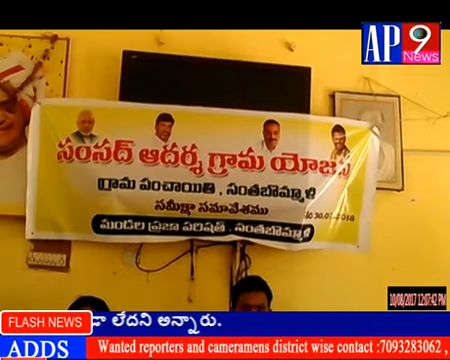 AP9
News
సంసద్ ఆదర్శ గ్రామ యోజన
గ్రామ పంచాయితి , సంతబొమ్మాళి
సమీక్షా సమావేశము
మండల ప్రజా పరిషత్ , సంతబొమ్మాళి
10/08/2017 12:07:42 PM
FLASH NEWS
లేదని అన్నారు.
ADDS
Wanted reporters and cameramens district wise contact :7093283062 ,